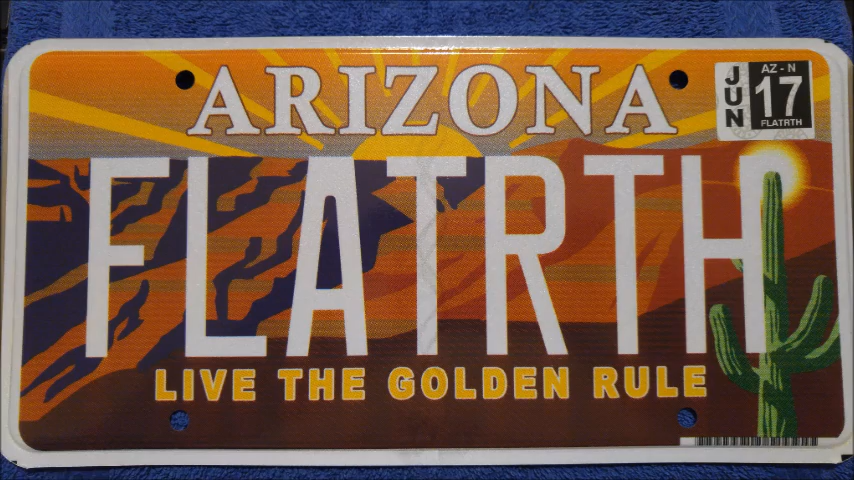 ARIZONA
JUN
AZ - N
17
FLATRTH
FLATRTH
LIVE THE GOLDEN RULE